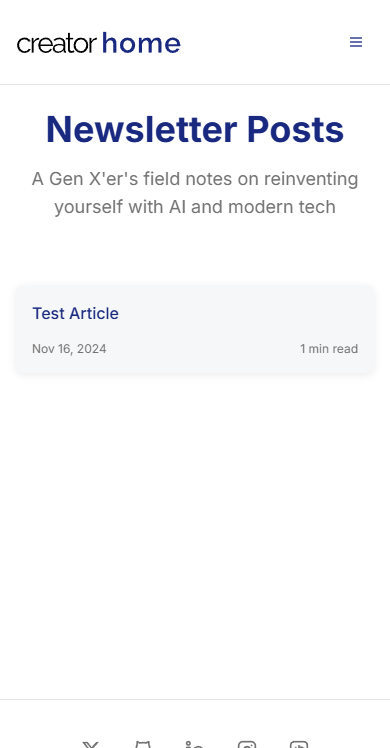 creator home
Newsletter Posts
A Gen X'er's field notes on reinventing
yourself with AI and modern tech
Test Article
Nov 16, 2024 1 min read